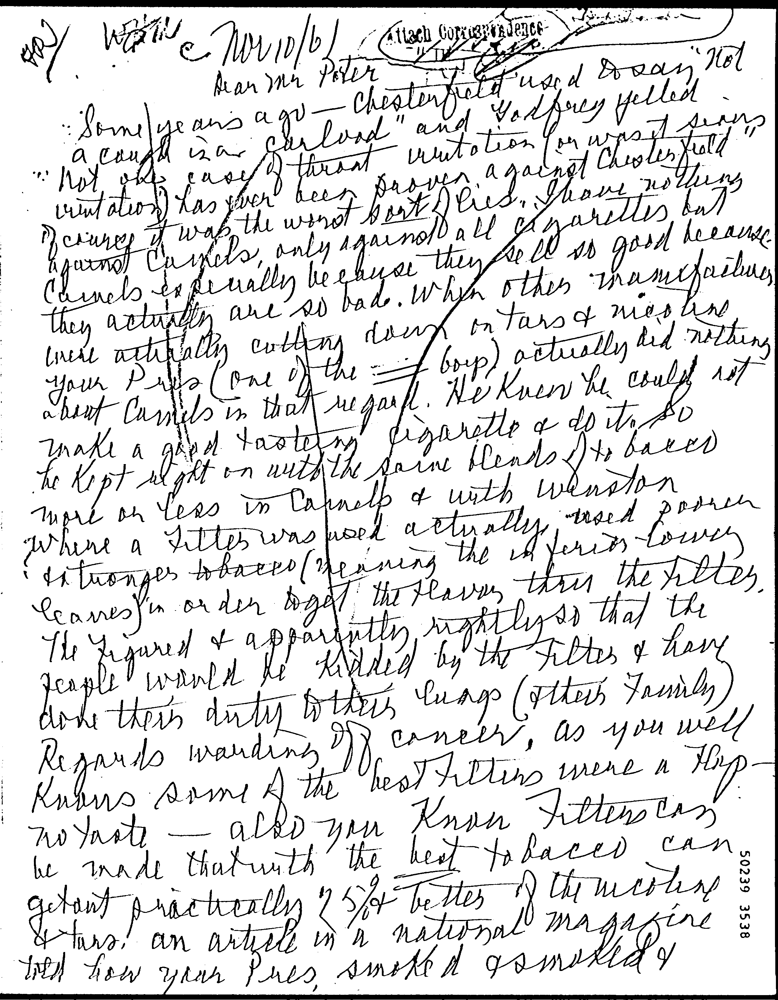 Nov 10/61
Attach Correspondence
Dear Mr
Some years ago — Chesterfield used to say "Not
a cough in a carload" and Godfrey yelled
"Not one case of throat irritation (or was it sinus
irritation) has ever been proven against Chesterfield"
Of course it was the worst sort of lies. I have nothing
against Camels, only against all cigarettes but
Camels especially because they sell so good because
they actually are so bad. When other manufacturers
were actually cutting down on tars & nicotine
your Pres (one of the boys) actually did nothing
about Camels in that regard. He knew he could not
make a good tasting cigarette & do it. So
he kept right on with the same blends of tobacco
more or less in Camels & with Winston
where a filter was used actually used poorer
& stronger tobacco (meaning the inferior lower
leaves) in order to get the flavor thru the filter.
He figured & apparently rightly so that the
people would be kidded by the filter & have
done their duty to their lungs (& their family)
Regards warding off cancer, as you well
know some of the best filters were a flop—
no taste — also you know filters can
be made that with the best tobacco can
get out practically 75% & better of the nicotine
& tars. an article in a national magazine
told how your Pres, smoked & smoked &
50239 3538